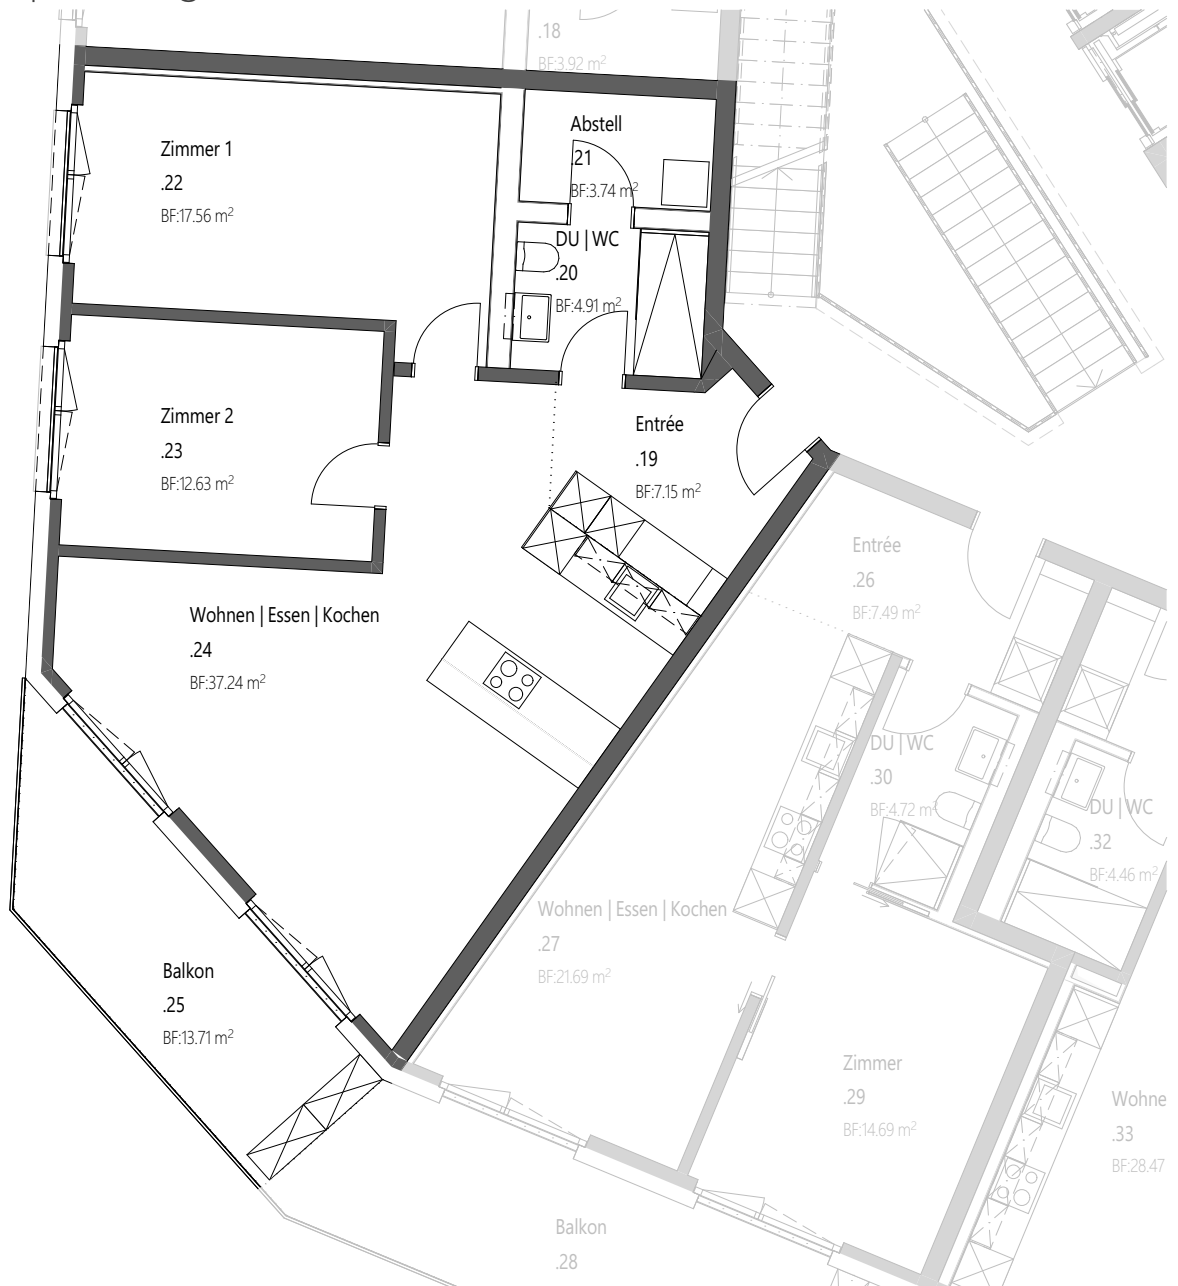 .18
BF:3.92 m²
Abstell
.21
BF:3.74 m²
Zimmer 1
.22
BF:17.56 m²
DU | WC
.20
BF:4.91 m²
Zimmer 2
.23
BF:12.63 m²
Entrée
.19
BF:7.15 m²
Wohnen | Essen | Kochen
.24
BF:37.24 m²
Entrée
.26
BF:7.49 m²
DU | WC
.30
BF:4.72 m²
DU | WC
.32
BF:4.46 m²
Wohnen | Essen | Kochen
.27
BF:21.69 m²
Balkon
.25
BF:13.71 m²
Zimmer
.29
BF:14.69 m²
Wohne
.33
BF:28.47
Balkon
.28